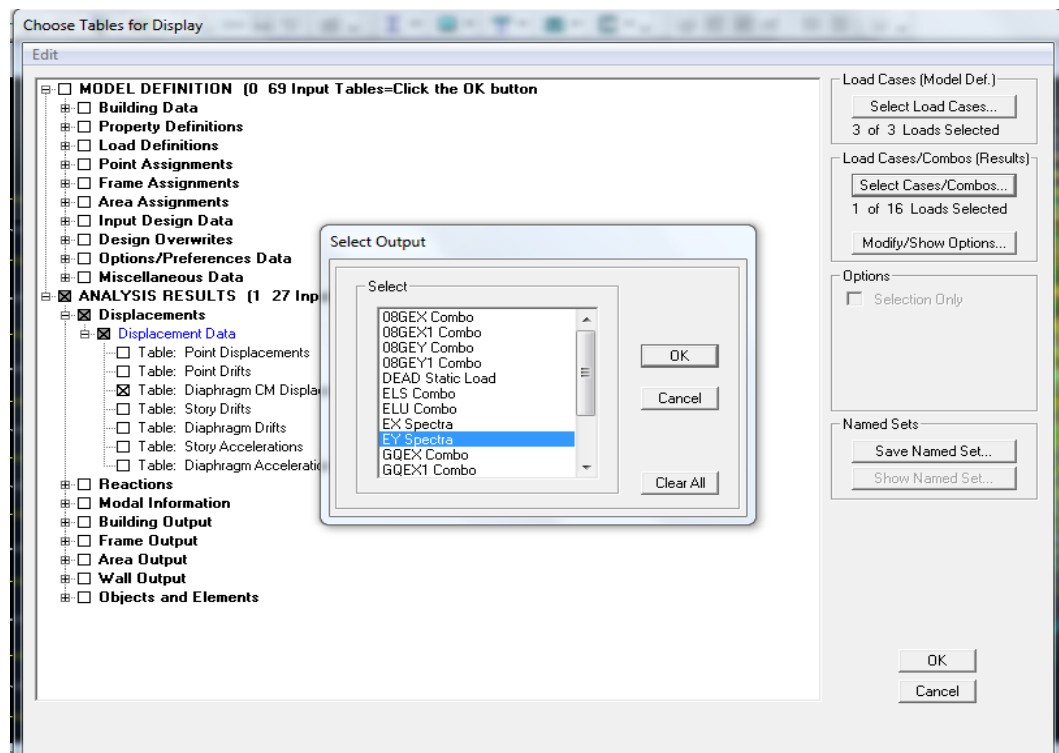 Choose Tables for Display
Edit
MODEL DEFINITION (0 69 Input Tables=Click the OK button
Building Data
Property Definitions
Load Definitions
Point Assignments
Frame Assignments
Area Assignments
Input Design Data
Design Overwrites
Options/Preferences Data
Miscellaneous Data
ANALYSIS RESULTS (1 27 Inp
Displacements
Displacement Data
Table: Point Displacements
Table: Point Drifts
Table: Diaphragm CM Displa
Table: Story Drifts
Table: Diaphragm Drifts
Table: Story Accelerations
Table: Diaphragm Acceleratio
Reactions
Modal Information
Building Output
Frame Output
Area Output
Wall Output
Objects and Elements
Select Output
Select
08GEX Combo
08GEX1 Combo
08GEY Combo
08GEY1 Combo
DEAD Static Load
ELS Combo
ELU Combo
EX Spectra
EY Spectra
GQEX Combo
GQEX1 Combo
OK
Cancel
Clear All
Load Cases (Model Def.)
Select Load Cases...
3 of 3 Loads Selected
Load Cases/Combos (Results)
Select Cases/Combos...
1 of 16 Loads Selected
Modify/Show Options...
Options
Selection Only
Named Sets
Save Named Set...
Show Named Set...
OK
Cancel